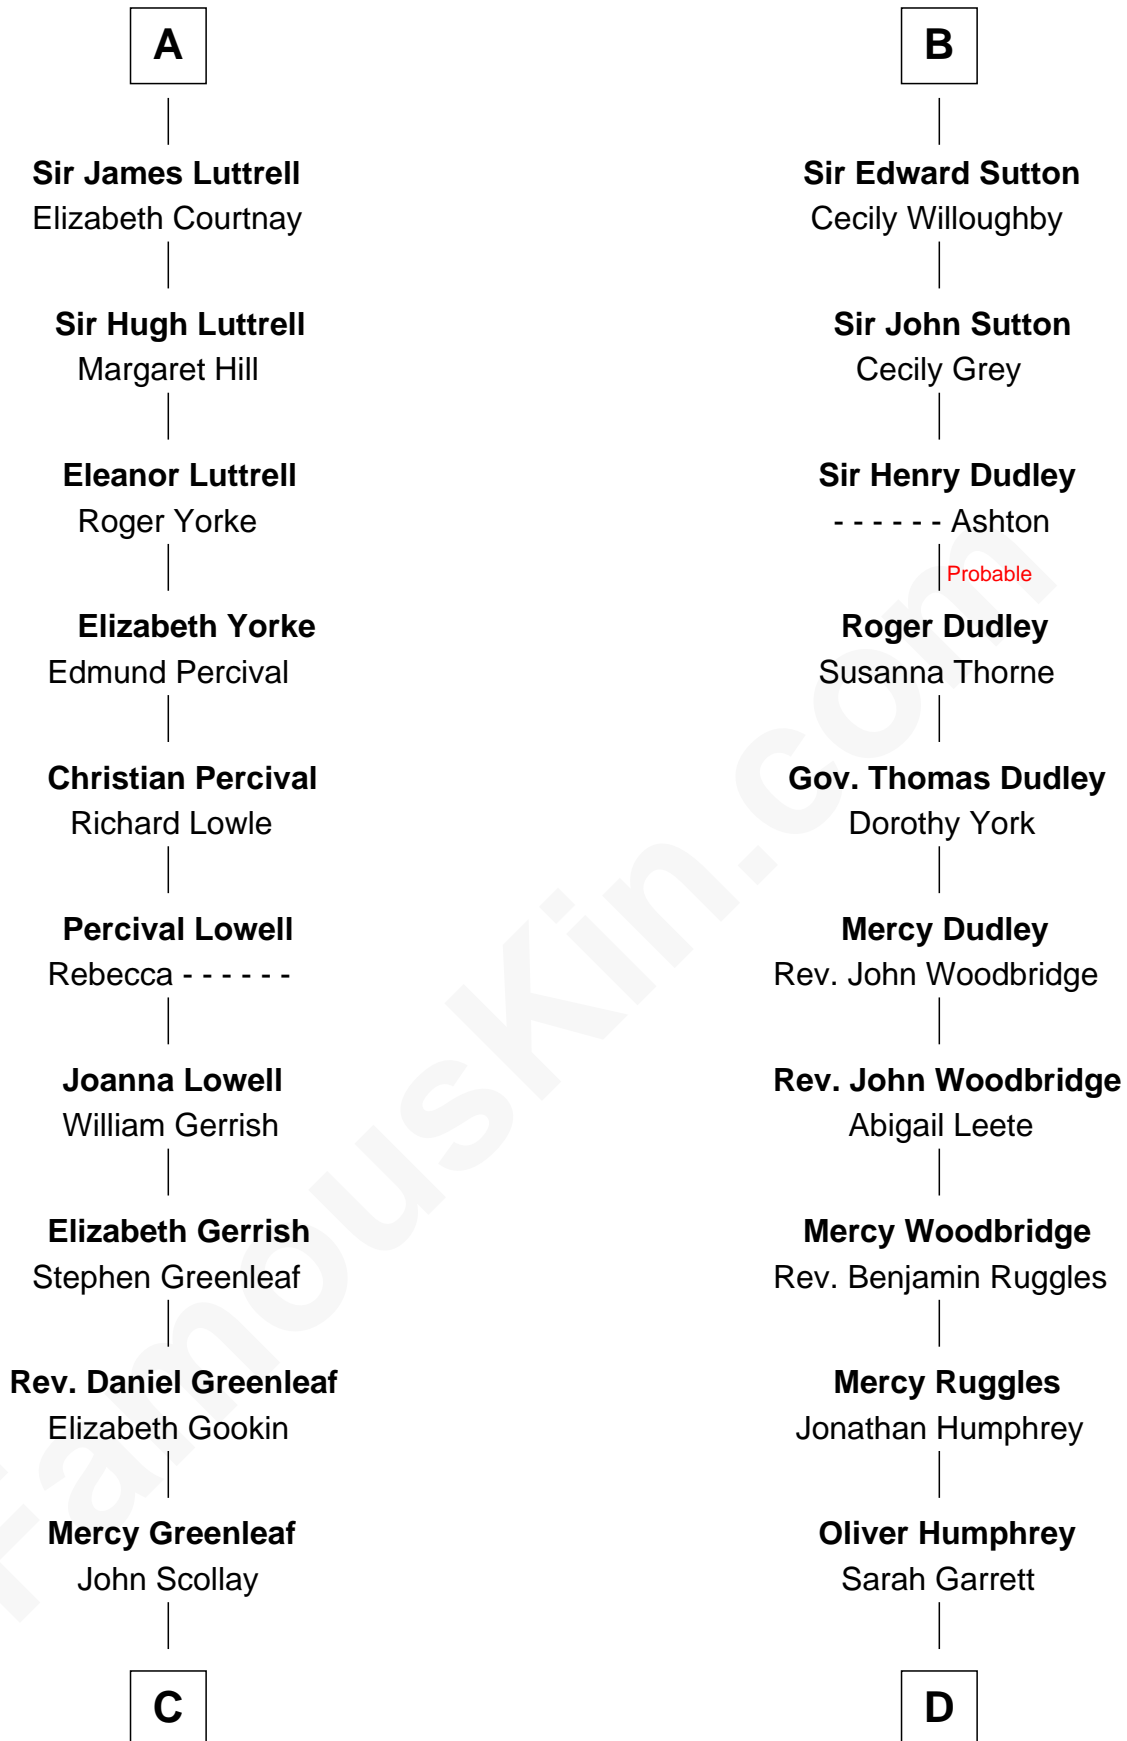 A
Sir James Luttrell
Elizabeth Courtnay
Sir Hugh Luttrell
Margaret Hill
Eleanor Luttrell
Roger Yorke
Elizabeth Yorke
Edmund Percival
Christian Percival
Richard Lowle
Percival Lowell
Rebecca - - - - - -
Joanna Lowell
William Gerrish
Elizabeth Gerrish
Stephen Greenleaf
Rev. Daniel Greenleaf
Elizabeth Gookin
Mercy Greenleaf
John Scollay
C
B
Sir Edward Sutton
Cecily Willoughby
Sir John Sutton
Cecily Grey
Sir Henry Dudley
- - - - - - Ashton
Probable
Roger Dudley
Susanna Thorne
Gov. Thomas Dudley
Dorothy York
Mercy Dudley
Rev. John Woodbridge
Rev. John Woodbridge
Abigail Leete
Mercy Woodbridge
Rev. Benjamin Ruggles
Mercy Ruggles
Jonathan Humphrey
Oliver Humphrey
Sarah Garrett
D
FamousKin.com